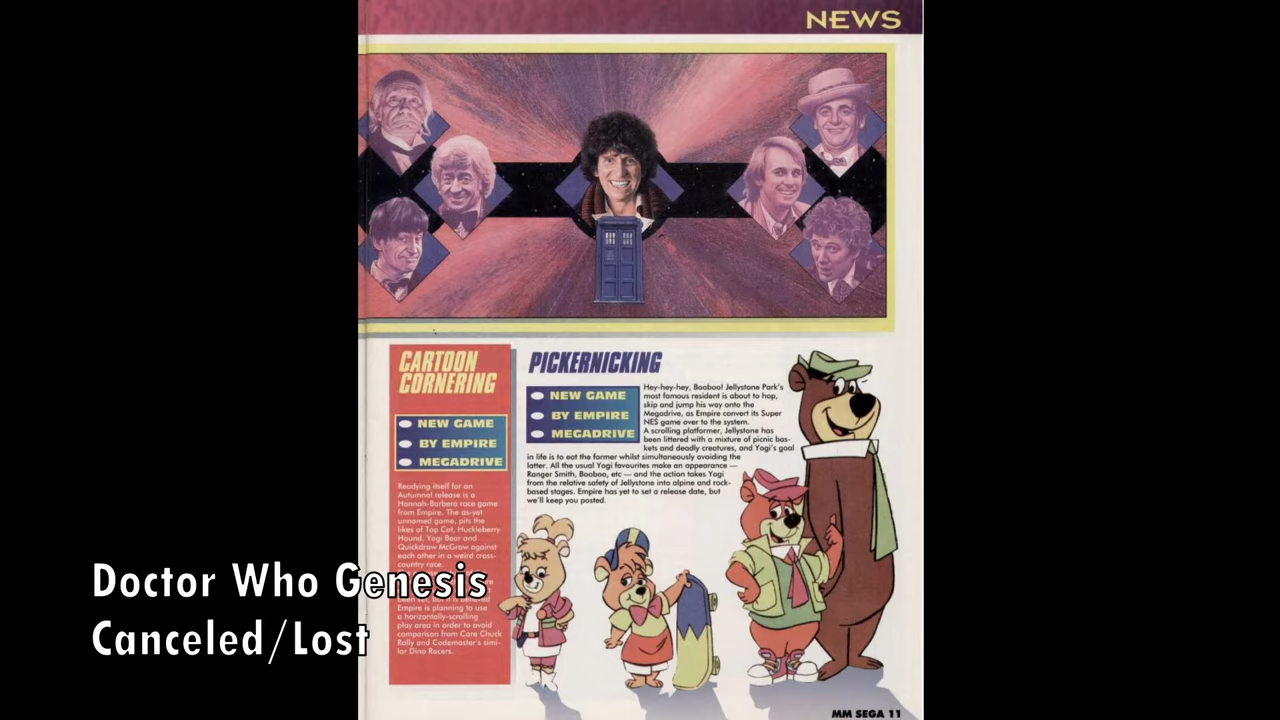 NEWS
CARTOON
CORNERING
NEW GAME
BY EMPIRE
MEGADRIVE
Readying itself for an
Autumnal release is a
Hannah-Barbera race game
from Empire. The as-yet
unnamed game, pits the
likes of Top Cat, Huckleberry
Hound, Yogi Bear and
Quickdraw McGraw against
each other in a weird cross-
country race.
Empire is planning to use
a horizontally-scrolling
play area in order to avoid
comparison from Core Chuck
Rally and Codemaster's simi-
lar Dino Racers.
PICKERNICKING
NEW GAME
BY EMPIRE
MEGADRIVE
Hey-hey-hey, Booboo! Jellystone Park's
most famous resident is about to hop,
skip and jump his way onto the
Megadrive, as Empire convert its Super
NES game over to the system.
A scrolling platformer, Jellystone has
been littered with a mixture of picnic bas-
kets and deadly creatures, and Yogi's goal
in life is to eat the former whilst simultaneously avoiding the
latter. All the usual Yogi favourites make an appearance —
Ranger Smith, Booboo, etc — and the action takes Yogi
from the relative safety of Jellystone into alpine and rock-
based stages. Empire has yet to set a release date, but
we'll keep you posted.
Doctor Who Genesis
Canceled/Lost
MM SEGA 11